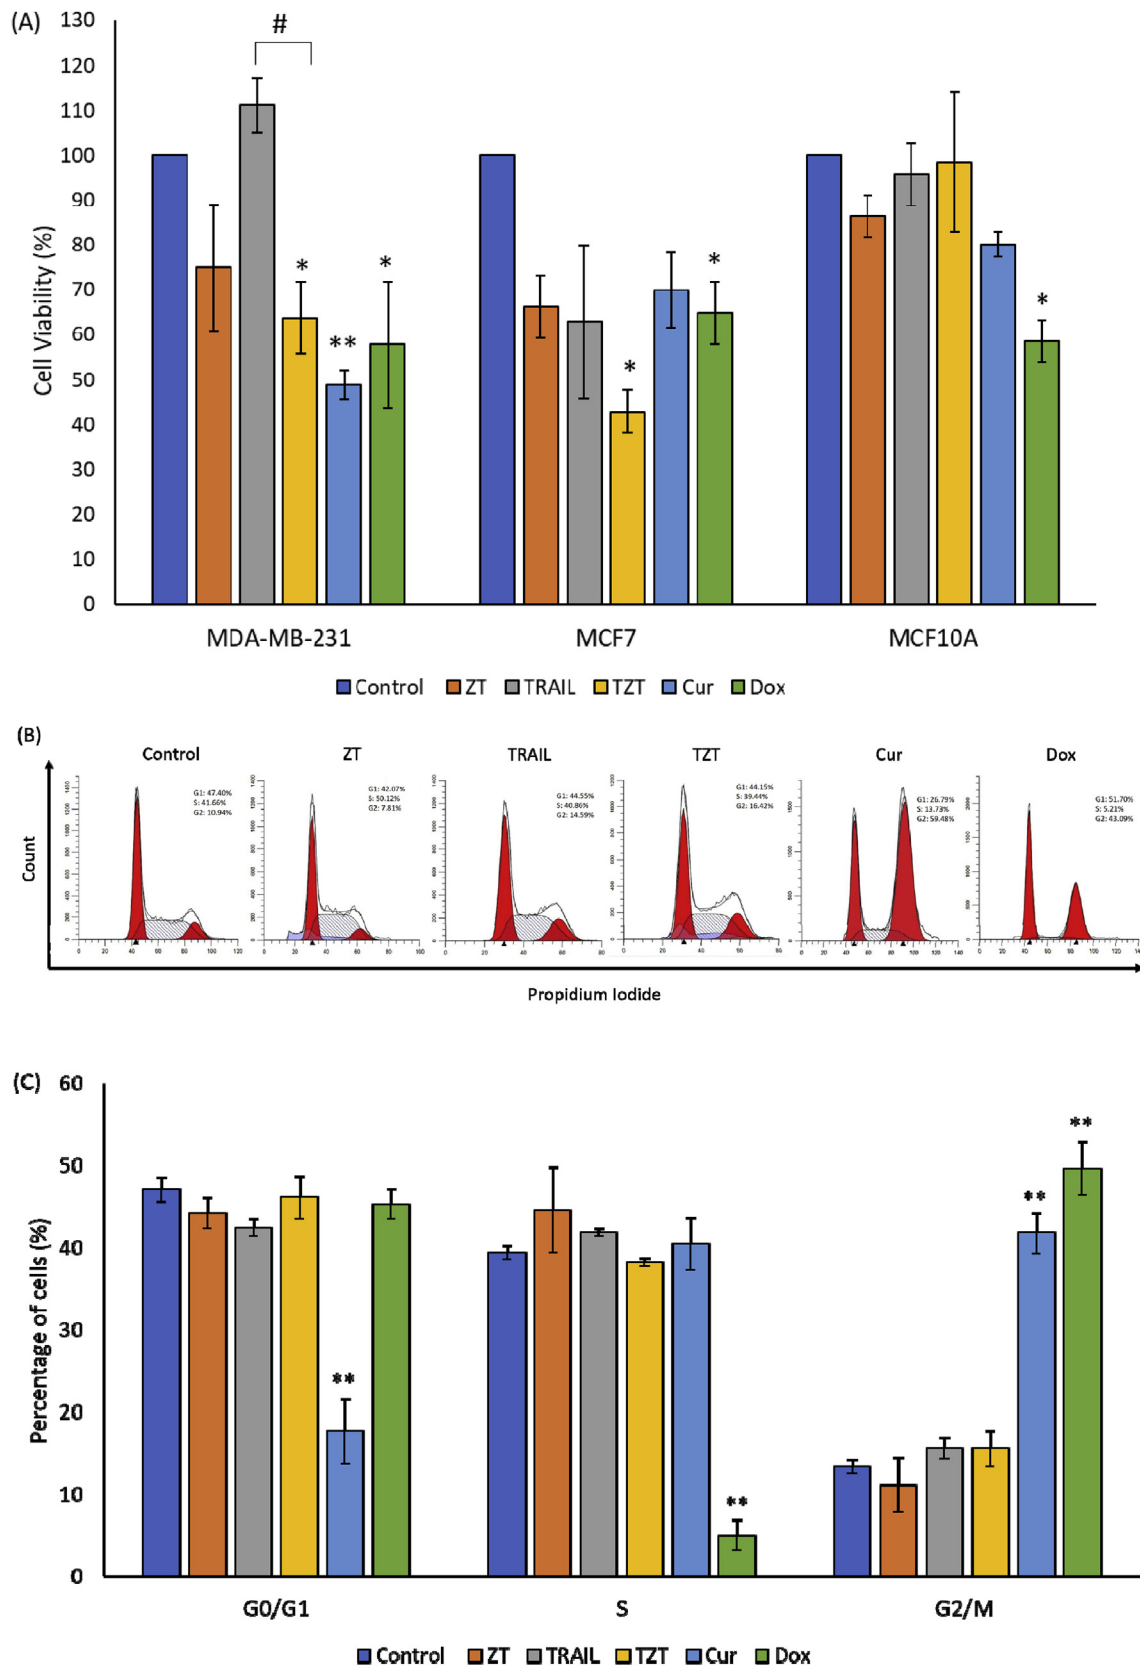 (A)
130
120
110
100
90
80
70
60
50
40
30
20
10
0
Cell Viability (%)
#
*
**
*
*
*
*
MDA-MB-231 MCF7 MCF10A
Control ZT TRAIL TZT Cur Dox
(B)
Control ZT TRAIL TZT Cur Dox
G1: 47.40%
S: 41.66%
G2: 10.94%
G1: 42.07%
S: 50.12%
G2: 7.81%
G1: 44.55%
S: 40.86%
G2: 14.59%
G1: 44.15%
S: 39.44%
G2: 16.42%
G1: 26.79%
S: 13.73%
G2: 59.48%
G1: 51.70%
S: 5.21%
G2: 43.09%
Count
Propidium Iodide
(C)
60
50
40
30
20
10
0
Percentage of cells (%)
**
**
**
**
G0/G1 S G2/M
Control ZT TRAIL TZT Cur Dox